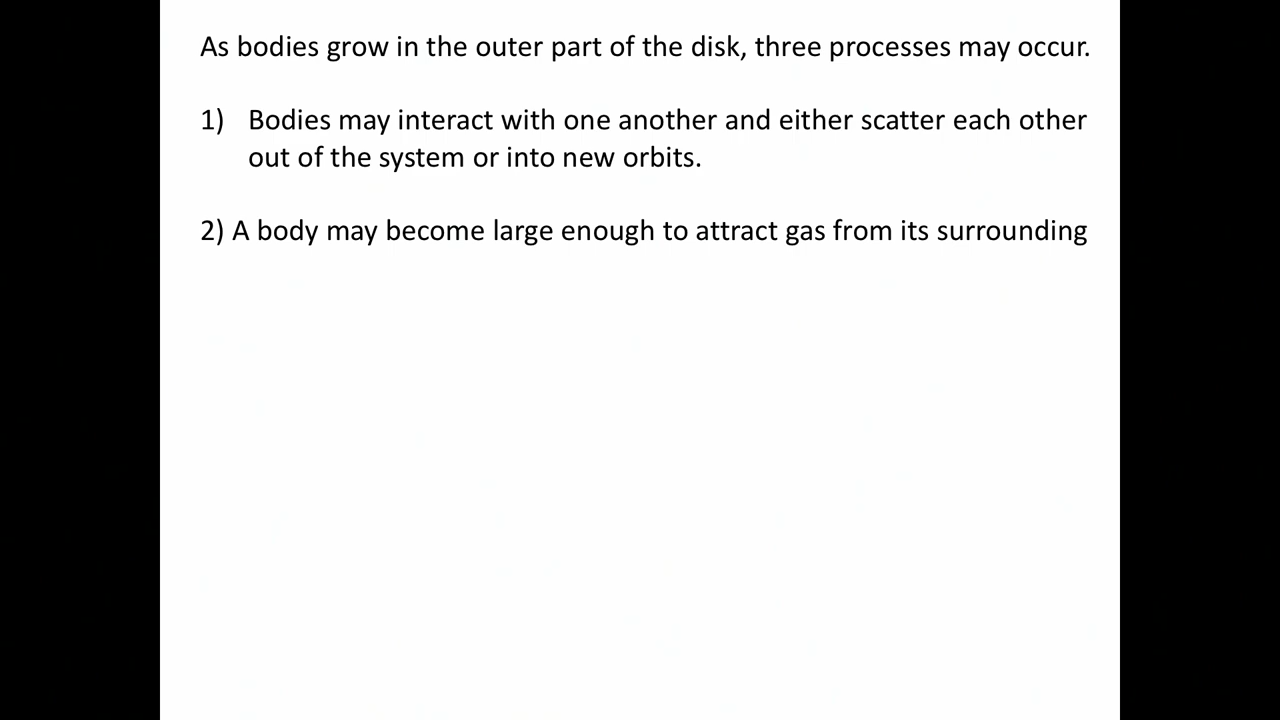 As bodies grow in the outer part of the disk, three processes may occur.
1) Bodies may interact with one another and either scatter each other
out of the system or into new orbits.
2) A body may become large enough to attract gas from its surrounding